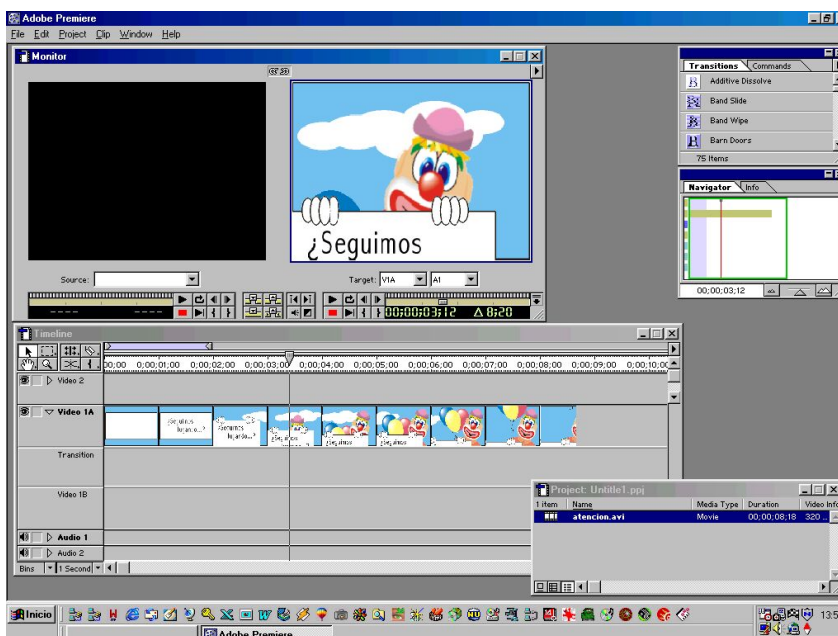 Adobe Premiere
File Edit Project Clip Window Help
Monitor
¿Seguimos
Source:
Target: V1A A1
00;00;03;12 Δ 8;20
Transitions Commands
Additive Dissolve
Band Slide
Band Wipe
Barn Doors
75 Items
Navigator Info
00;00;03;12
Timeline
00;00 0;00;01;00 0;00;02;00 0;00;03;00 0;00;04;00 0;00;05;00 0;00;06;00 0;00;07;00 0;00;08;00 0;00;09;00 0;00;10;00
Video 2
Video 1A
Transition
Video 1B
Audio 1
Audio 2
Bins 1 Second
Project: Untitle1.ppj
1 item Name Media Type Duration Video Info
atencion.avi Movie 00;00;08;18 320 ..
Inicio
Adobe Premiere